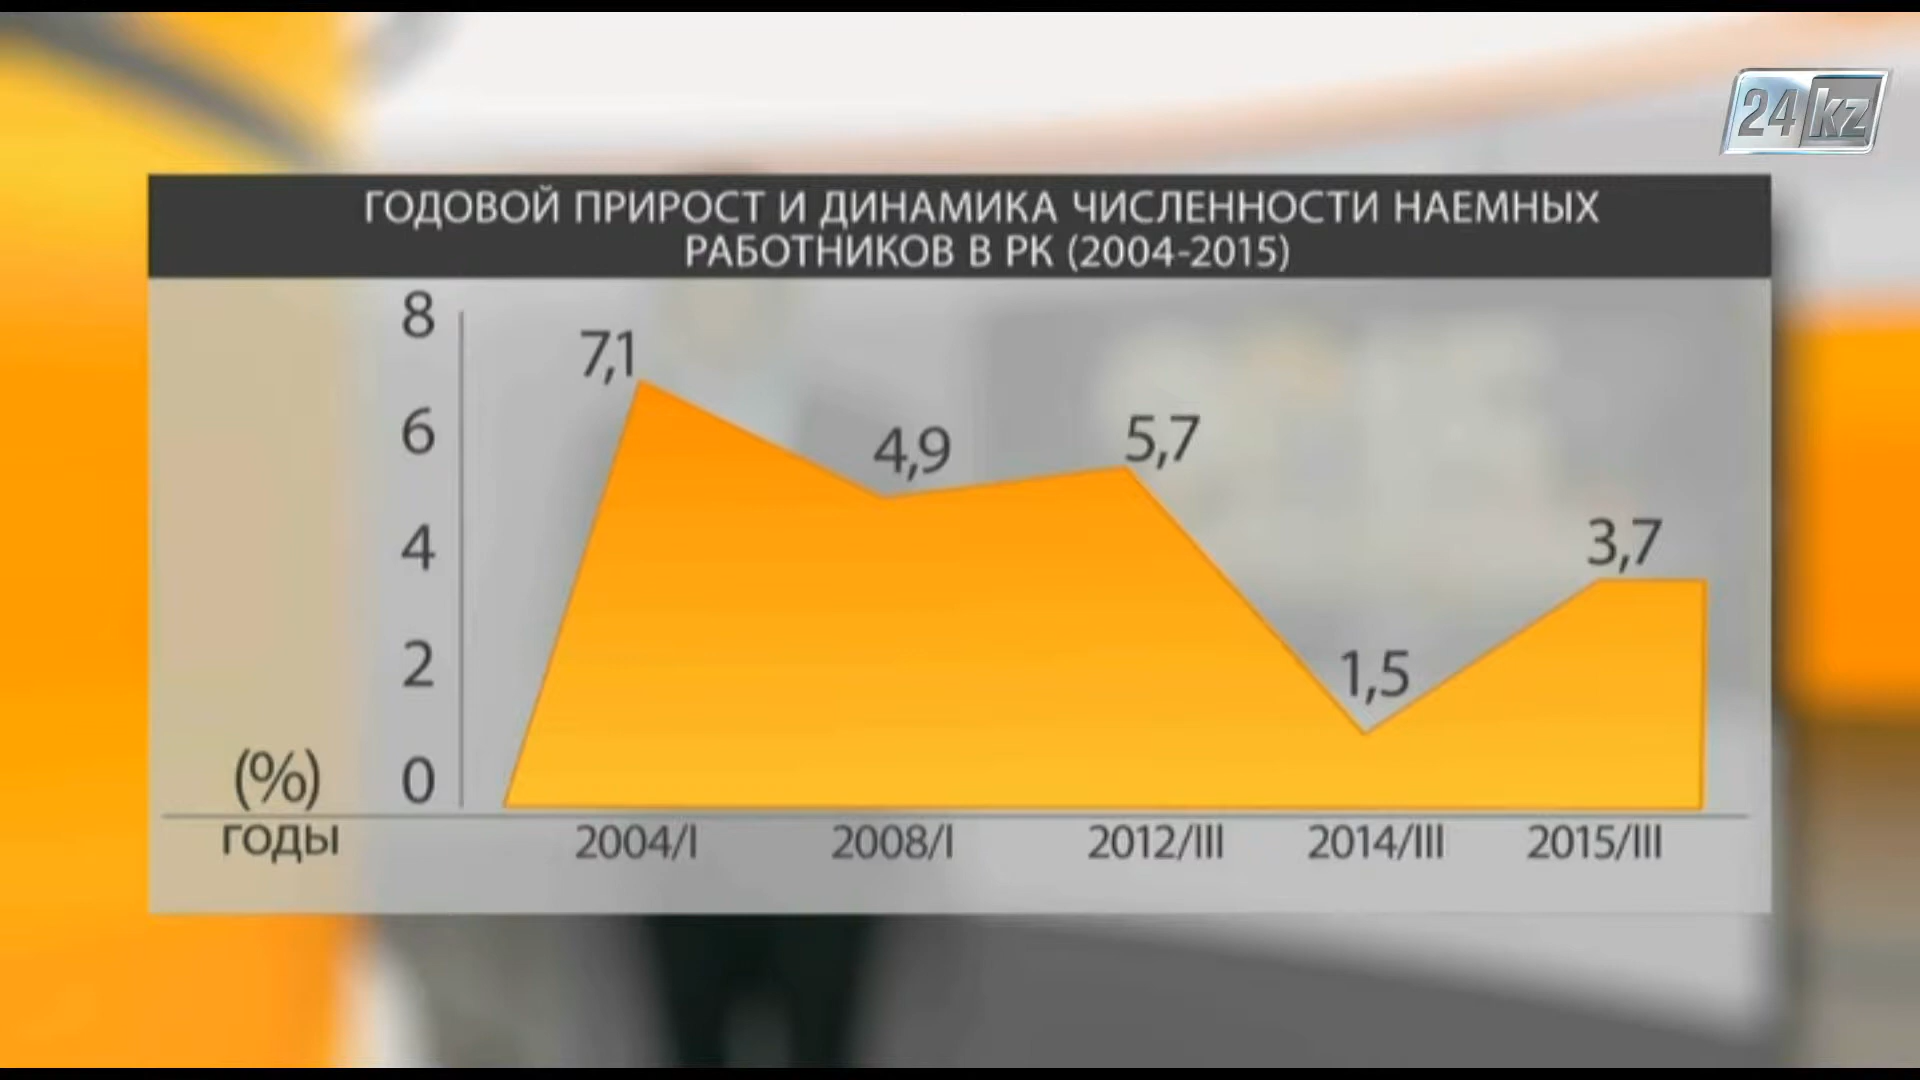 24 kz
ГОДОВОЙ ПРИРОСТ И ДИНАМИКА ЧИСЛЕННОСТИ НАЕМНЫХ
РАБОТНИКОВ В РК (2004-2015)
8
7,1
6
5,7
4,9
4
3,7
2
1,5
(%)
0
ГОДЫ
2004/I
2008/I
2012/III
2014/III
2015/III